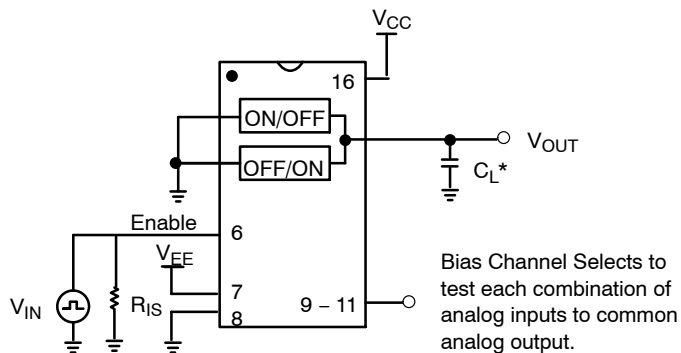 VCC
16
ON/OFF
OFF/ON
VOUT
CL*
Enable
6
VEE
7
8
9 – 11
VIN
RIS
Bias Channel Selects to
test each combination of
analog inputs to common
analog output.